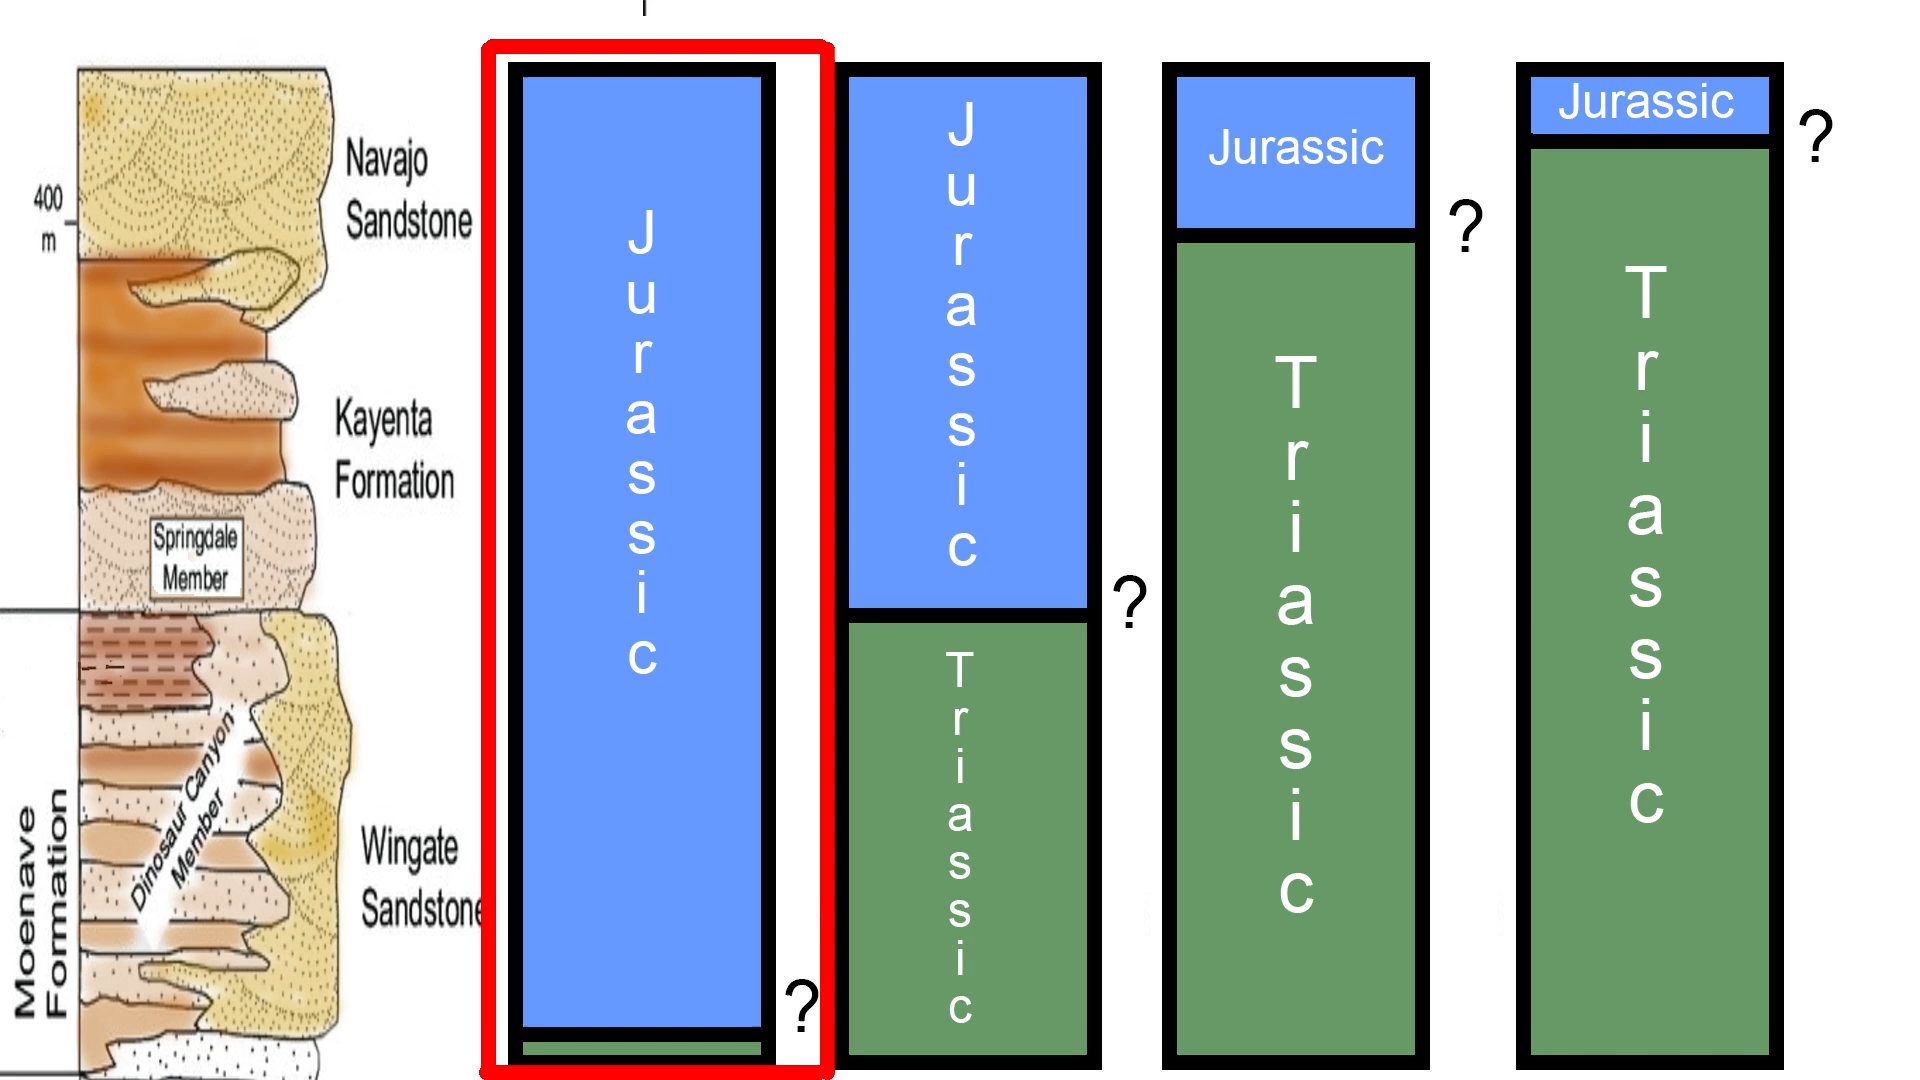 400
m
Navajo
Sandstone
Kayenta
Formation
Springdale
Member
Dinosaur Canyon
Member
Moenave
Formation
Wingate
Sandstone
Jurassic
?
Jurassic
Triassic
?
Jurassic
Triassic
?
Jurassic
Triassic
?